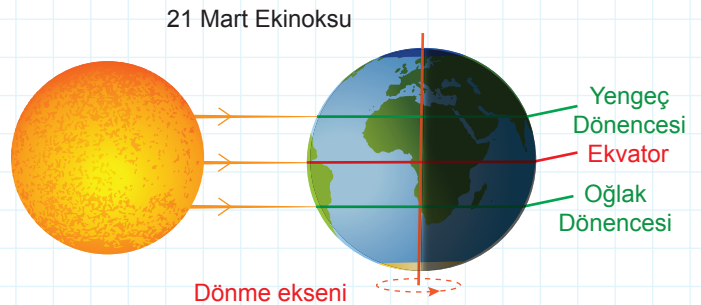 21 Mart Ekinoksu
Yengeç
Dönencesi
Ekvator
Oğlak
Dönencesi
Dönme ekseni